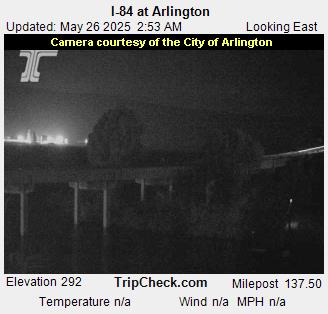 I-84 at Arlington
Updated: May 26 2025 2:53 AM Looking East
Camera courtesy of the City of Arlington
Elevation 292 TripCheck.com Milepost 137.50
Temperature n/a Wind n/a MPH n/a